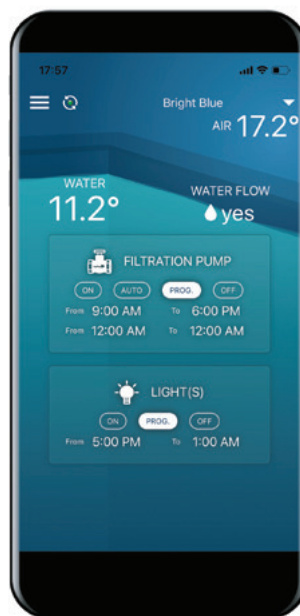 17:57
Bright Blue
AIR 17.2°
WATER
11.2°
WATER FLOW
yes
FILTRATION PUMP
ON AUTO PROG. OFF
From 9:00 AM To 6:00 PM
From 12:00 AM To 12:00 AM
LIGHT(S)
ON PROG. OFF
From 5:00 PM To 1:00 AM